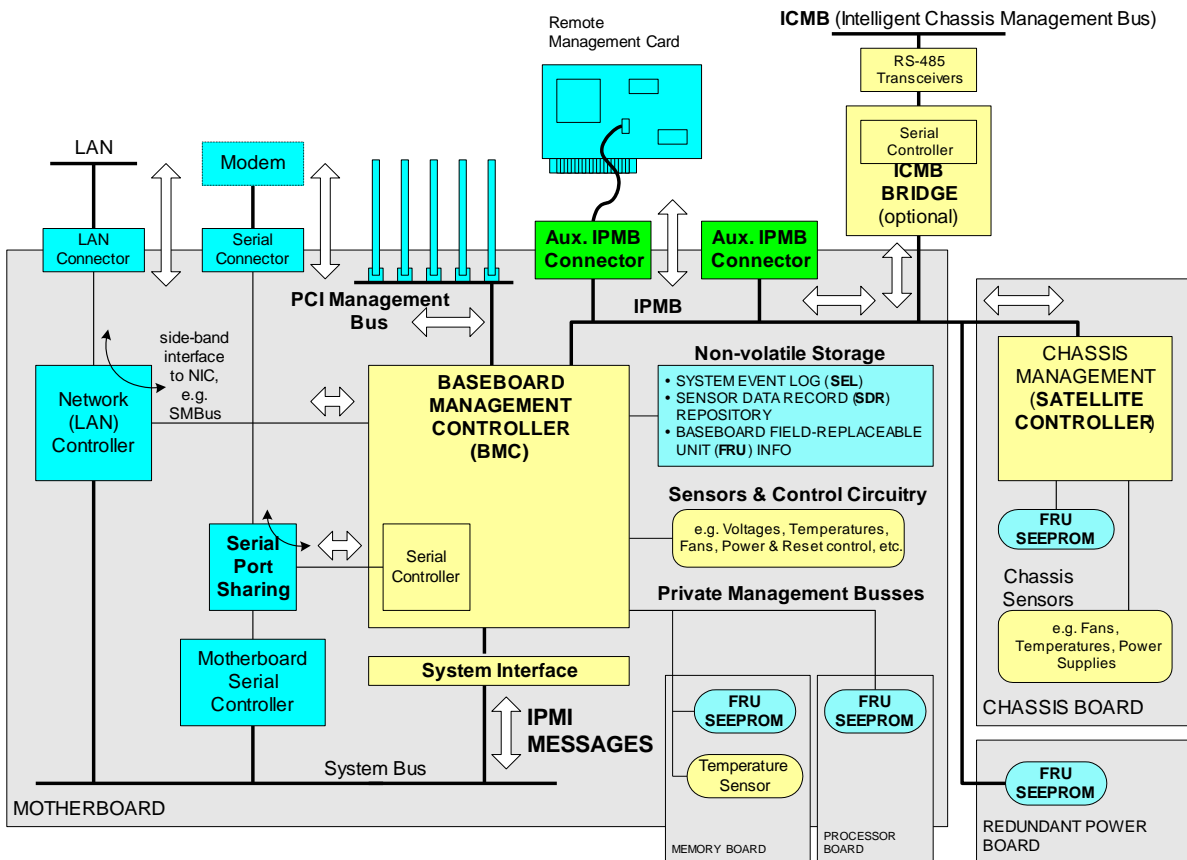 Remote
Management Card
ICMB (Intelligent Chassis Management Bus)
RS-485
Transceivers
Serial
Controller
ICMB
BRIDGE
(optional)
LAN
Modem
LAN
Connector
Serial
Connector
Aux. IPMB
Connector
Aux. IPMB
Connector
PCI Management
Bus
IPMB
side-band
interface
to NIC,
e.g.
SMBus
Network
(LAN)
Controller
BASEBOARD
MANAGEMENT
CONTROLLER
(BMC)
Non-volatile Storage
• SYSTEM EVENT LOG (SEL)
• SENSOR DATA RECORD (SDR)
REPOSITORY
• BASEBOARD FIELD-REPLACEABLE
UNIT (FRU) INFO
CHASSIS
MANAGEMENT
(SATELLITE
CONTROLLER)
Sensors & Control Circuitry
e.g. Voltages, Temperatures,
Fans, Power & Reset control, etc.
FRU
SEEPROM
Serial
Port
Sharing
Serial
Controller
Private Management Busses
Chassis
Sensors
e.g. Fans,
Temperatures, Power
Supplies
Motherboard
Serial
Controller
System Interface
FRU
SEEPROM
FRU
SEEPROM
CHASSIS BOARD
IPMI
MESSAGES
System Bus
Temperature
Sensor
FRU
SEEPROM
MOTHERBOARD
MEMORY BOARD
PROCESSOR
BOARD
REDUNDANT POWER
BOARD